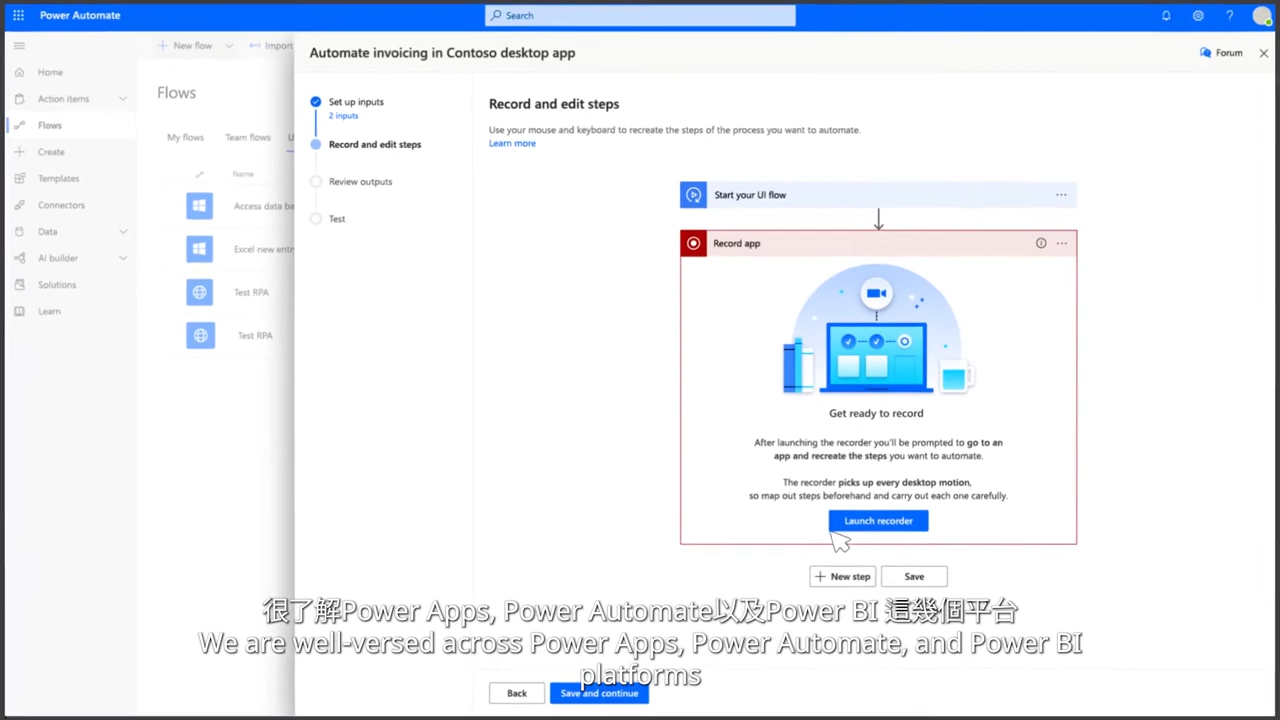 Power Automate
Search
New flow
Import
Automate invoicing in Contoso desktop app
Forum
Home
Action items
Flows
Create
Templates
Connectors
Data
AI builder
Solutions
Learn
Flows
My flows
Team flows
U
Name
Access data ba
Excel new entry
Test RPA
Test RPA
Set up inputs
2 inputs
Record and edit steps
Review outputs
Test
Record and edit steps
Use your mouse and keyboard to recreate the steps of the process you want to automate.
Learn more
Start your UI flow
Record app
Get ready to record
After launching the recorder you'll be prompted to go to an
app and recreate the steps you want to automate.
The recorder picks up every desktop motion,
so map out steps beforehand and carry out each one carefully.
Launch recorder
New step
Save
很了解Power Apps, Power Automate以及Power BI 這幾個平台
We are well-versed across Power Apps, Power Automate, and Power BI
platforms
Back
Save and continue